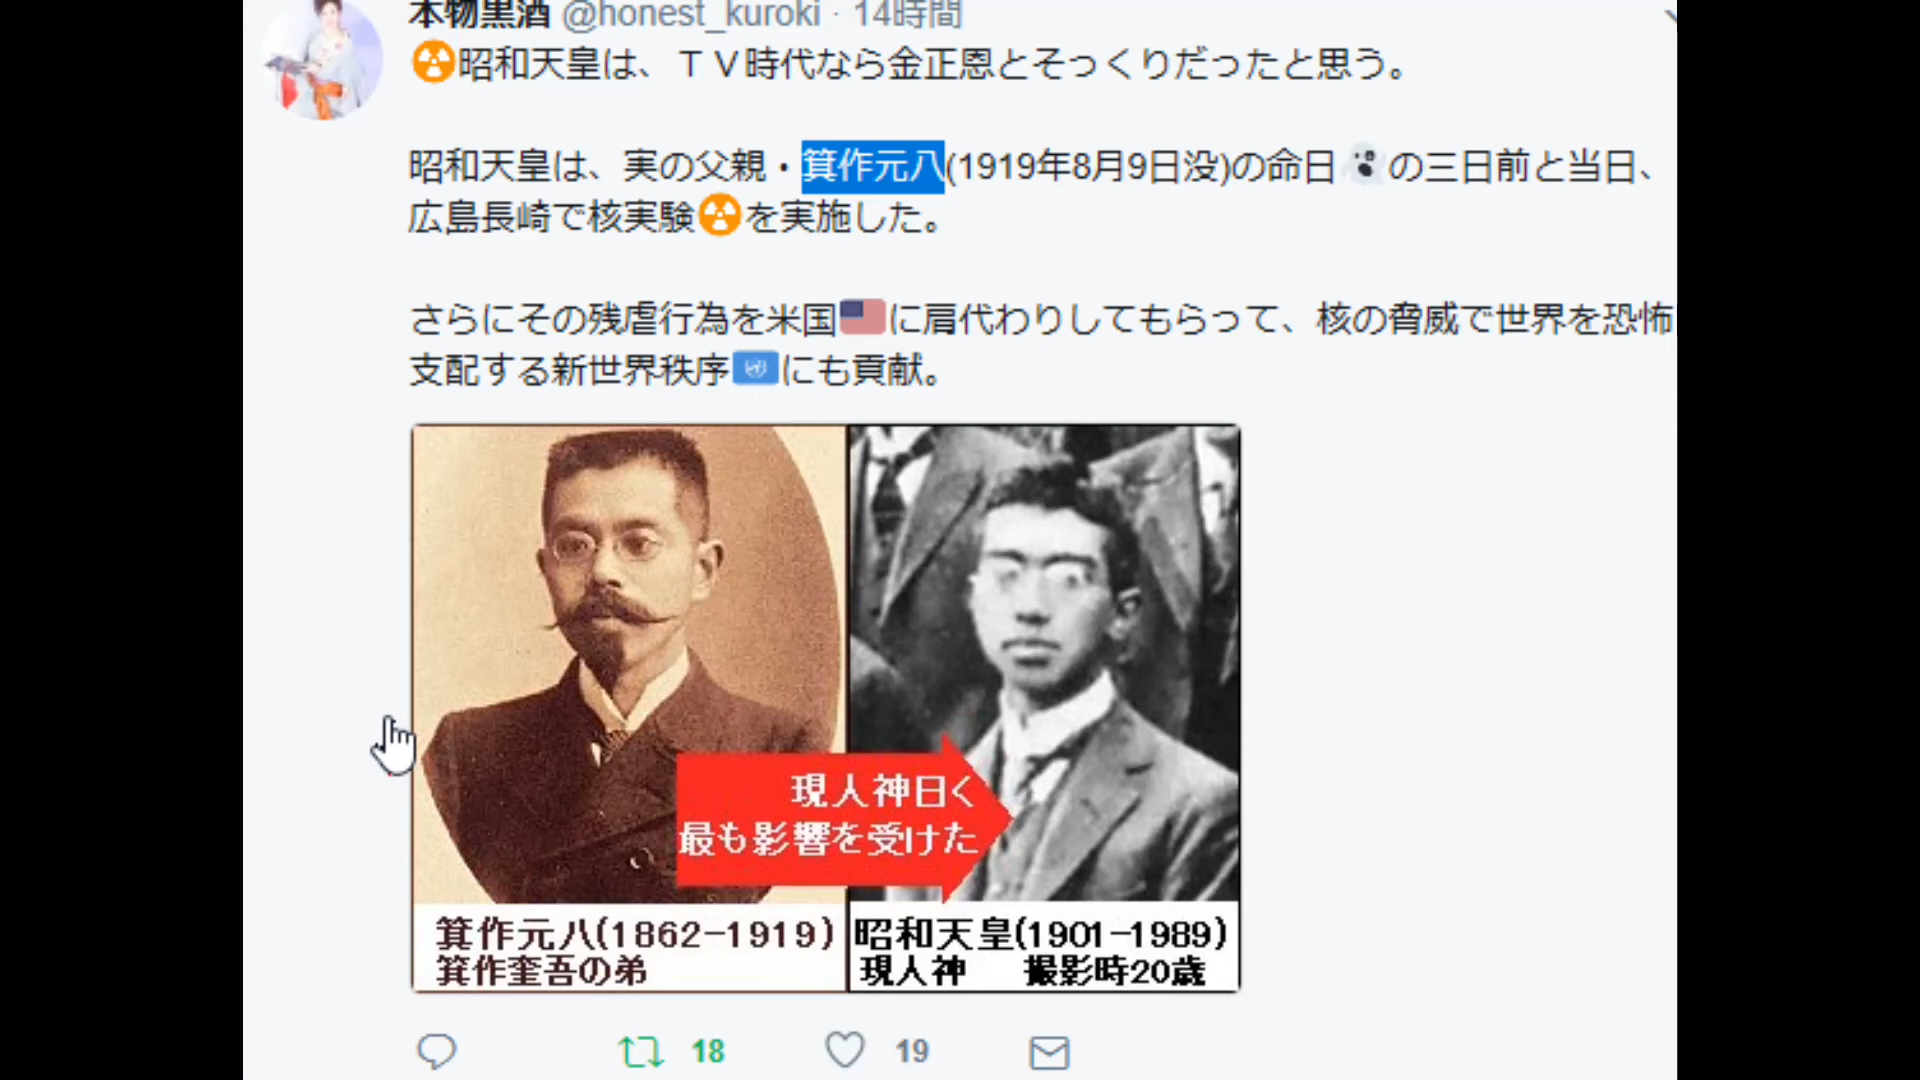 本物黒酒 @honest_kuroki · 14時間
☢昭和天皇は、ＴＶ時代なら金正恩とそっくりだったと思う。
昭和天皇は、実の父親・箕作元八(1919年8月9日没)の命日👻の三日前と当日、
広島長崎で核実験☢を実施した。
さらにその残虐行為を米国🇺🇸に肩代わりしてもらって、核の脅威で世界を恐怖
支配する新世界秩序🇺🇳にも貢献。
現人神曰く
最も影響を受けた
箕作元八(1862-1919)
箕作奎吾の弟
昭和天皇(1901-1989)
現人神 撮影時20歳
18
19